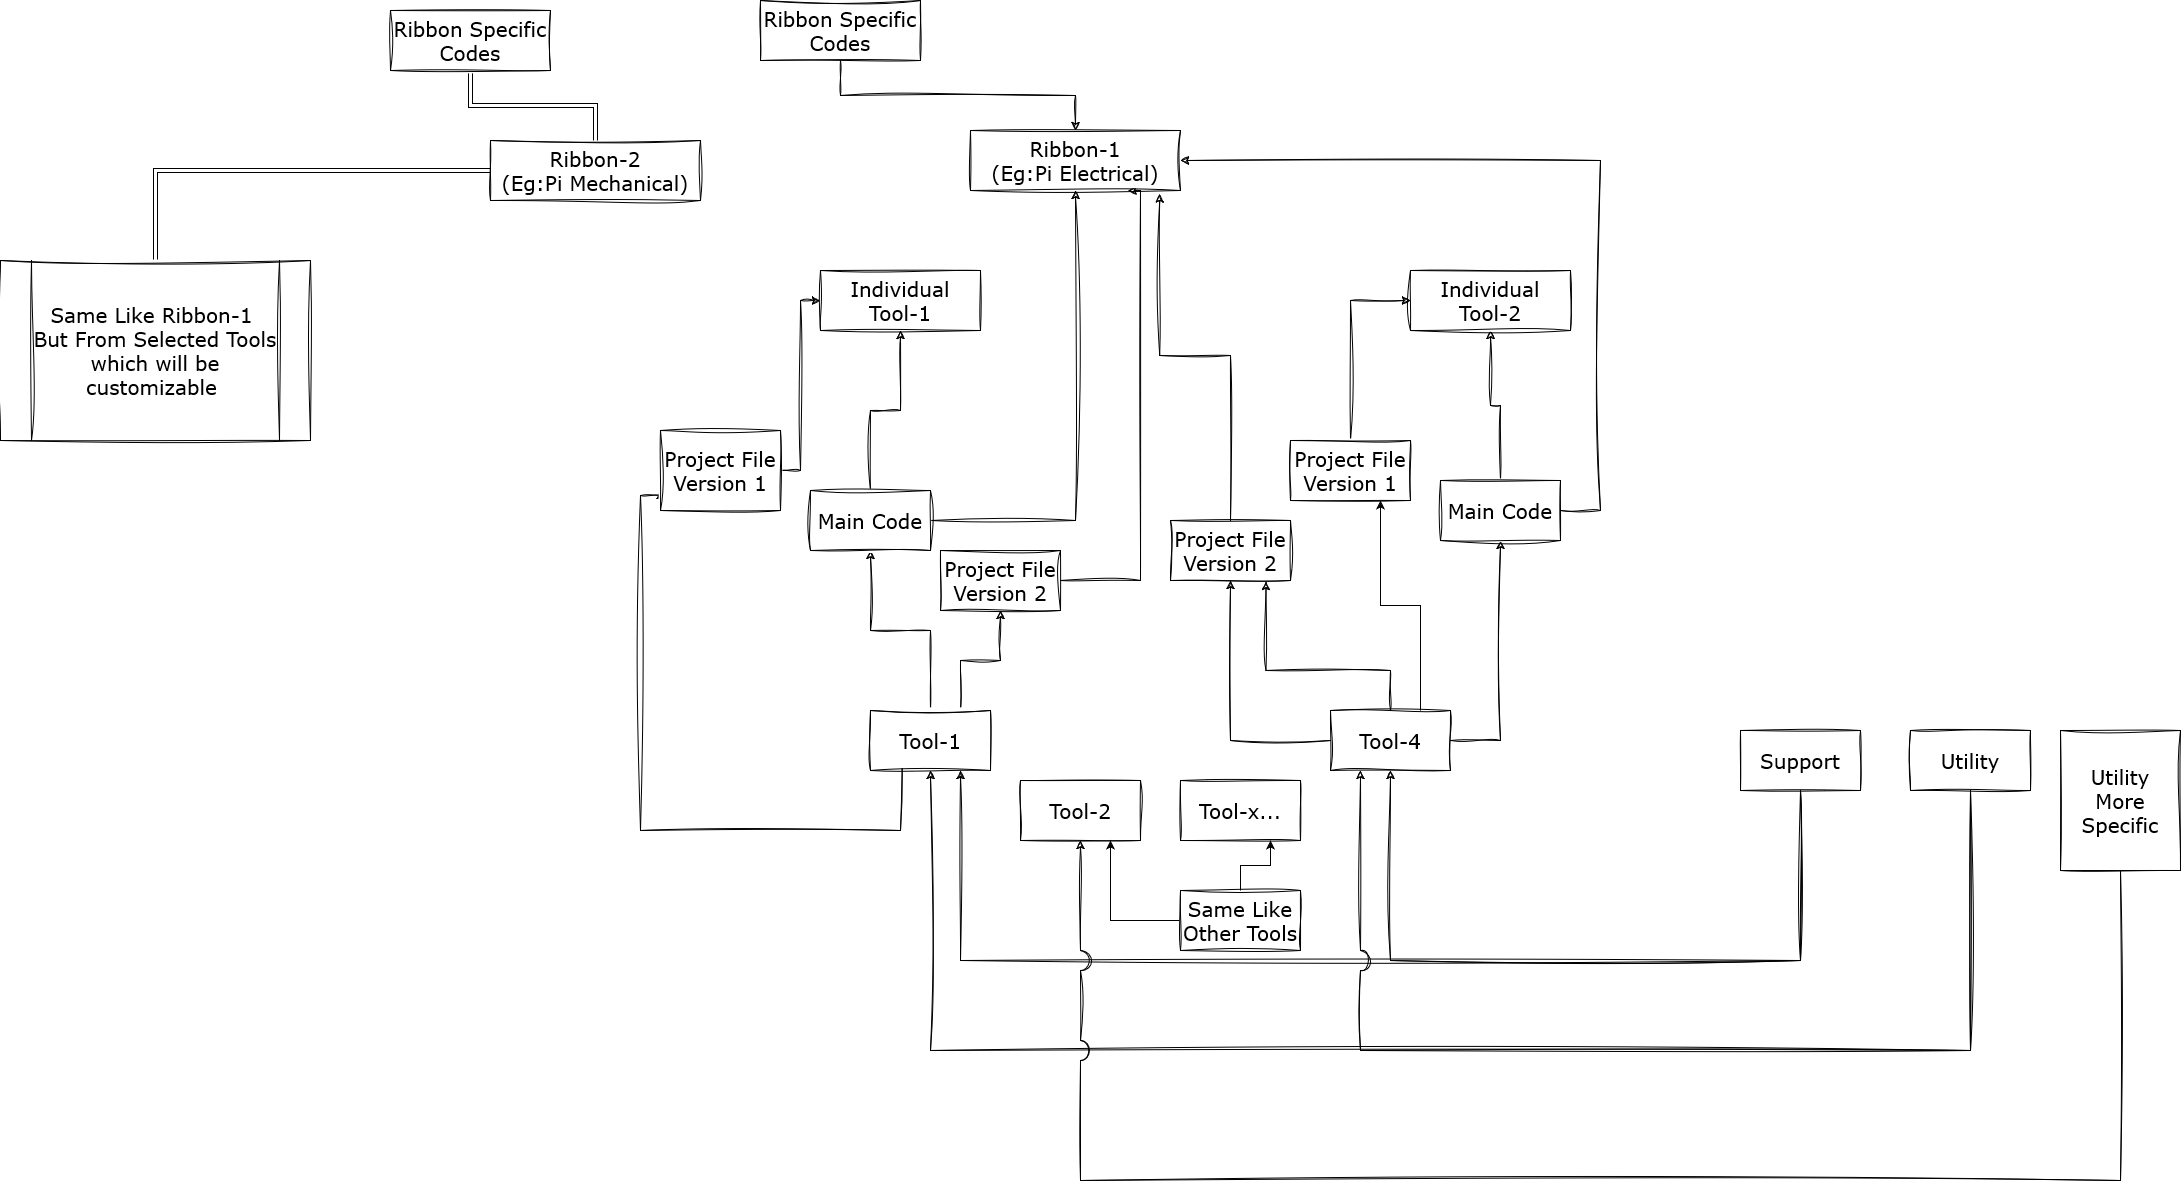 Ribbon Specific
Codes
Ribbon Specific
Codes
Ribbon-2
(Eg:Pi Mechanical)
Ribbon-1
(Eg:Pi Electrical)
Same Like Ribbon-1
But From Selected Tools
which will be
customizable
Individual
Tool-1
Individual
Tool-2
Project File
Version 1
Main Code
Project File
Version 2
Project File
Version 2
Project File
Version 1
Main Code
Tool-1
Tool-2
Tool-x...
Tool-4
Same Like
Other Tools
Support
Utility
Utility
More
Specific